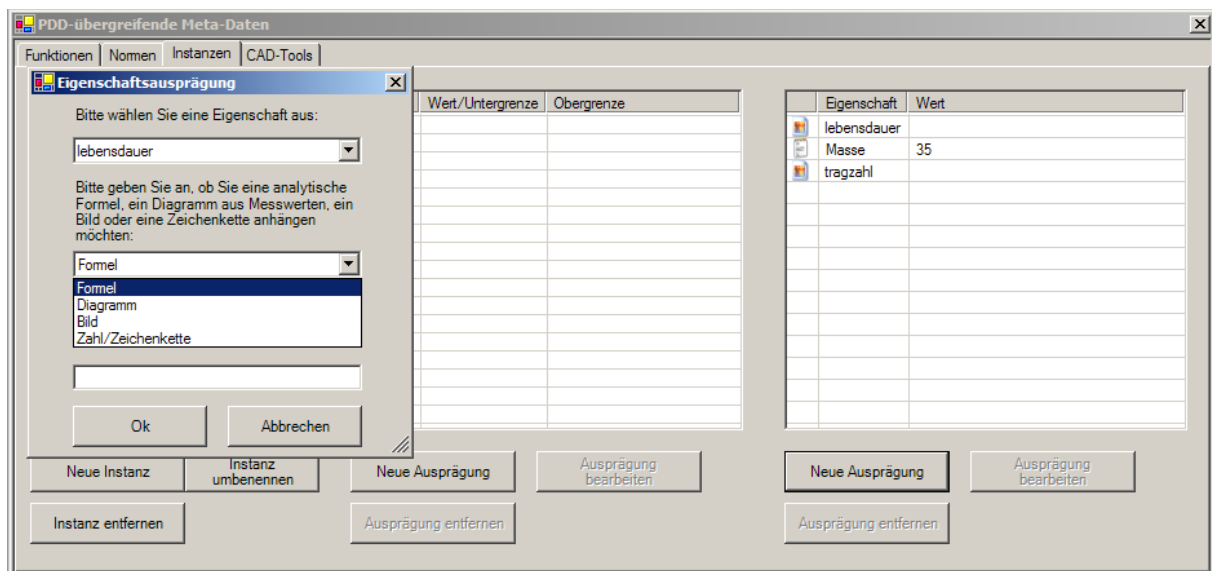 PDD-übergreifende Meta-Daten
Funktionen Normen Instanzen CAD-Tools
Eigenschaftsausprägung
Bitte wählen Sie eine Eigenschaft aus:
lebensdauer
Bitte geben Sie an, ob Sie eine analytische
Formel, ein Diagramm aus Messwerten, ein
Bild oder eine Zeichenkette anhängen
möchten:
Formel
Formel
Diagramm
Bild
Zahl/Zeichenkette
Ok Abbrechen
Wert/Untergrenze Obergrenze
Eigenschaft Wert
lebensdauer
Masse 35
tragzahl
Neue Instanz
Instanz
umbenennen
Neue Ausprägung
Ausprägung
bearbeiten
Neue Ausprägung
Ausprägung
bearbeiten
Instanz entfernen
Ausprägung entfernen
Ausprägung entfernen